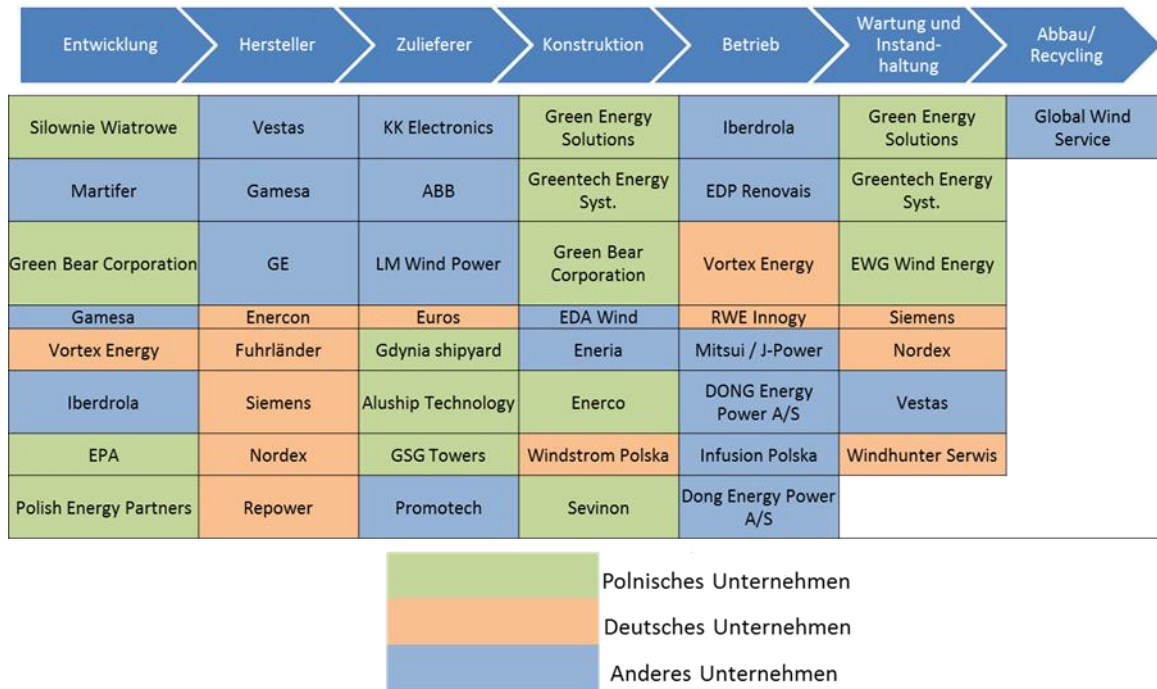 Entwicklung
Hersteller
Zulieferer
Konstruktion
Betrieb
Wartung und
Instand-
haltung
Abbau/
Recycling
Silownie Wiatrowe
Vestas
KK Electronics
Green Energy
Solutions
Iberdrola
Green Energy
Solutions
Global Wind
Service
Martifer
Gamesa
ABB
Greentech Energy
Syst.
EDP Renovais
Greentech Energy
Syst.
Green Bear Corporation
GE
LM Wind Power
Green Bear
Corporation
Vortex Energy
EWG Wind Energy
Gamesa
Enercon
Euros
EDA Wind
RWE Innogy
Siemens
Vortex Energy
Fuhrländer
Gdynia shipyard
Eneria
Mitsui / J-Power
Nordex
Iberdrola
Siemens
Aluship Technology
Enerco
DONG Energy
Power A/S
Vestas
EPA
Nordex
GSG Towers
Windstrom Polska
Infusion Polska
Windhunter Serwis
Polish Energy Partners
Repower
Promotech
Sevinon
Dong Energy Power
A/S
Polnisches Unternehmen
Deutsches Unternehmen
Anderes Unternehmen